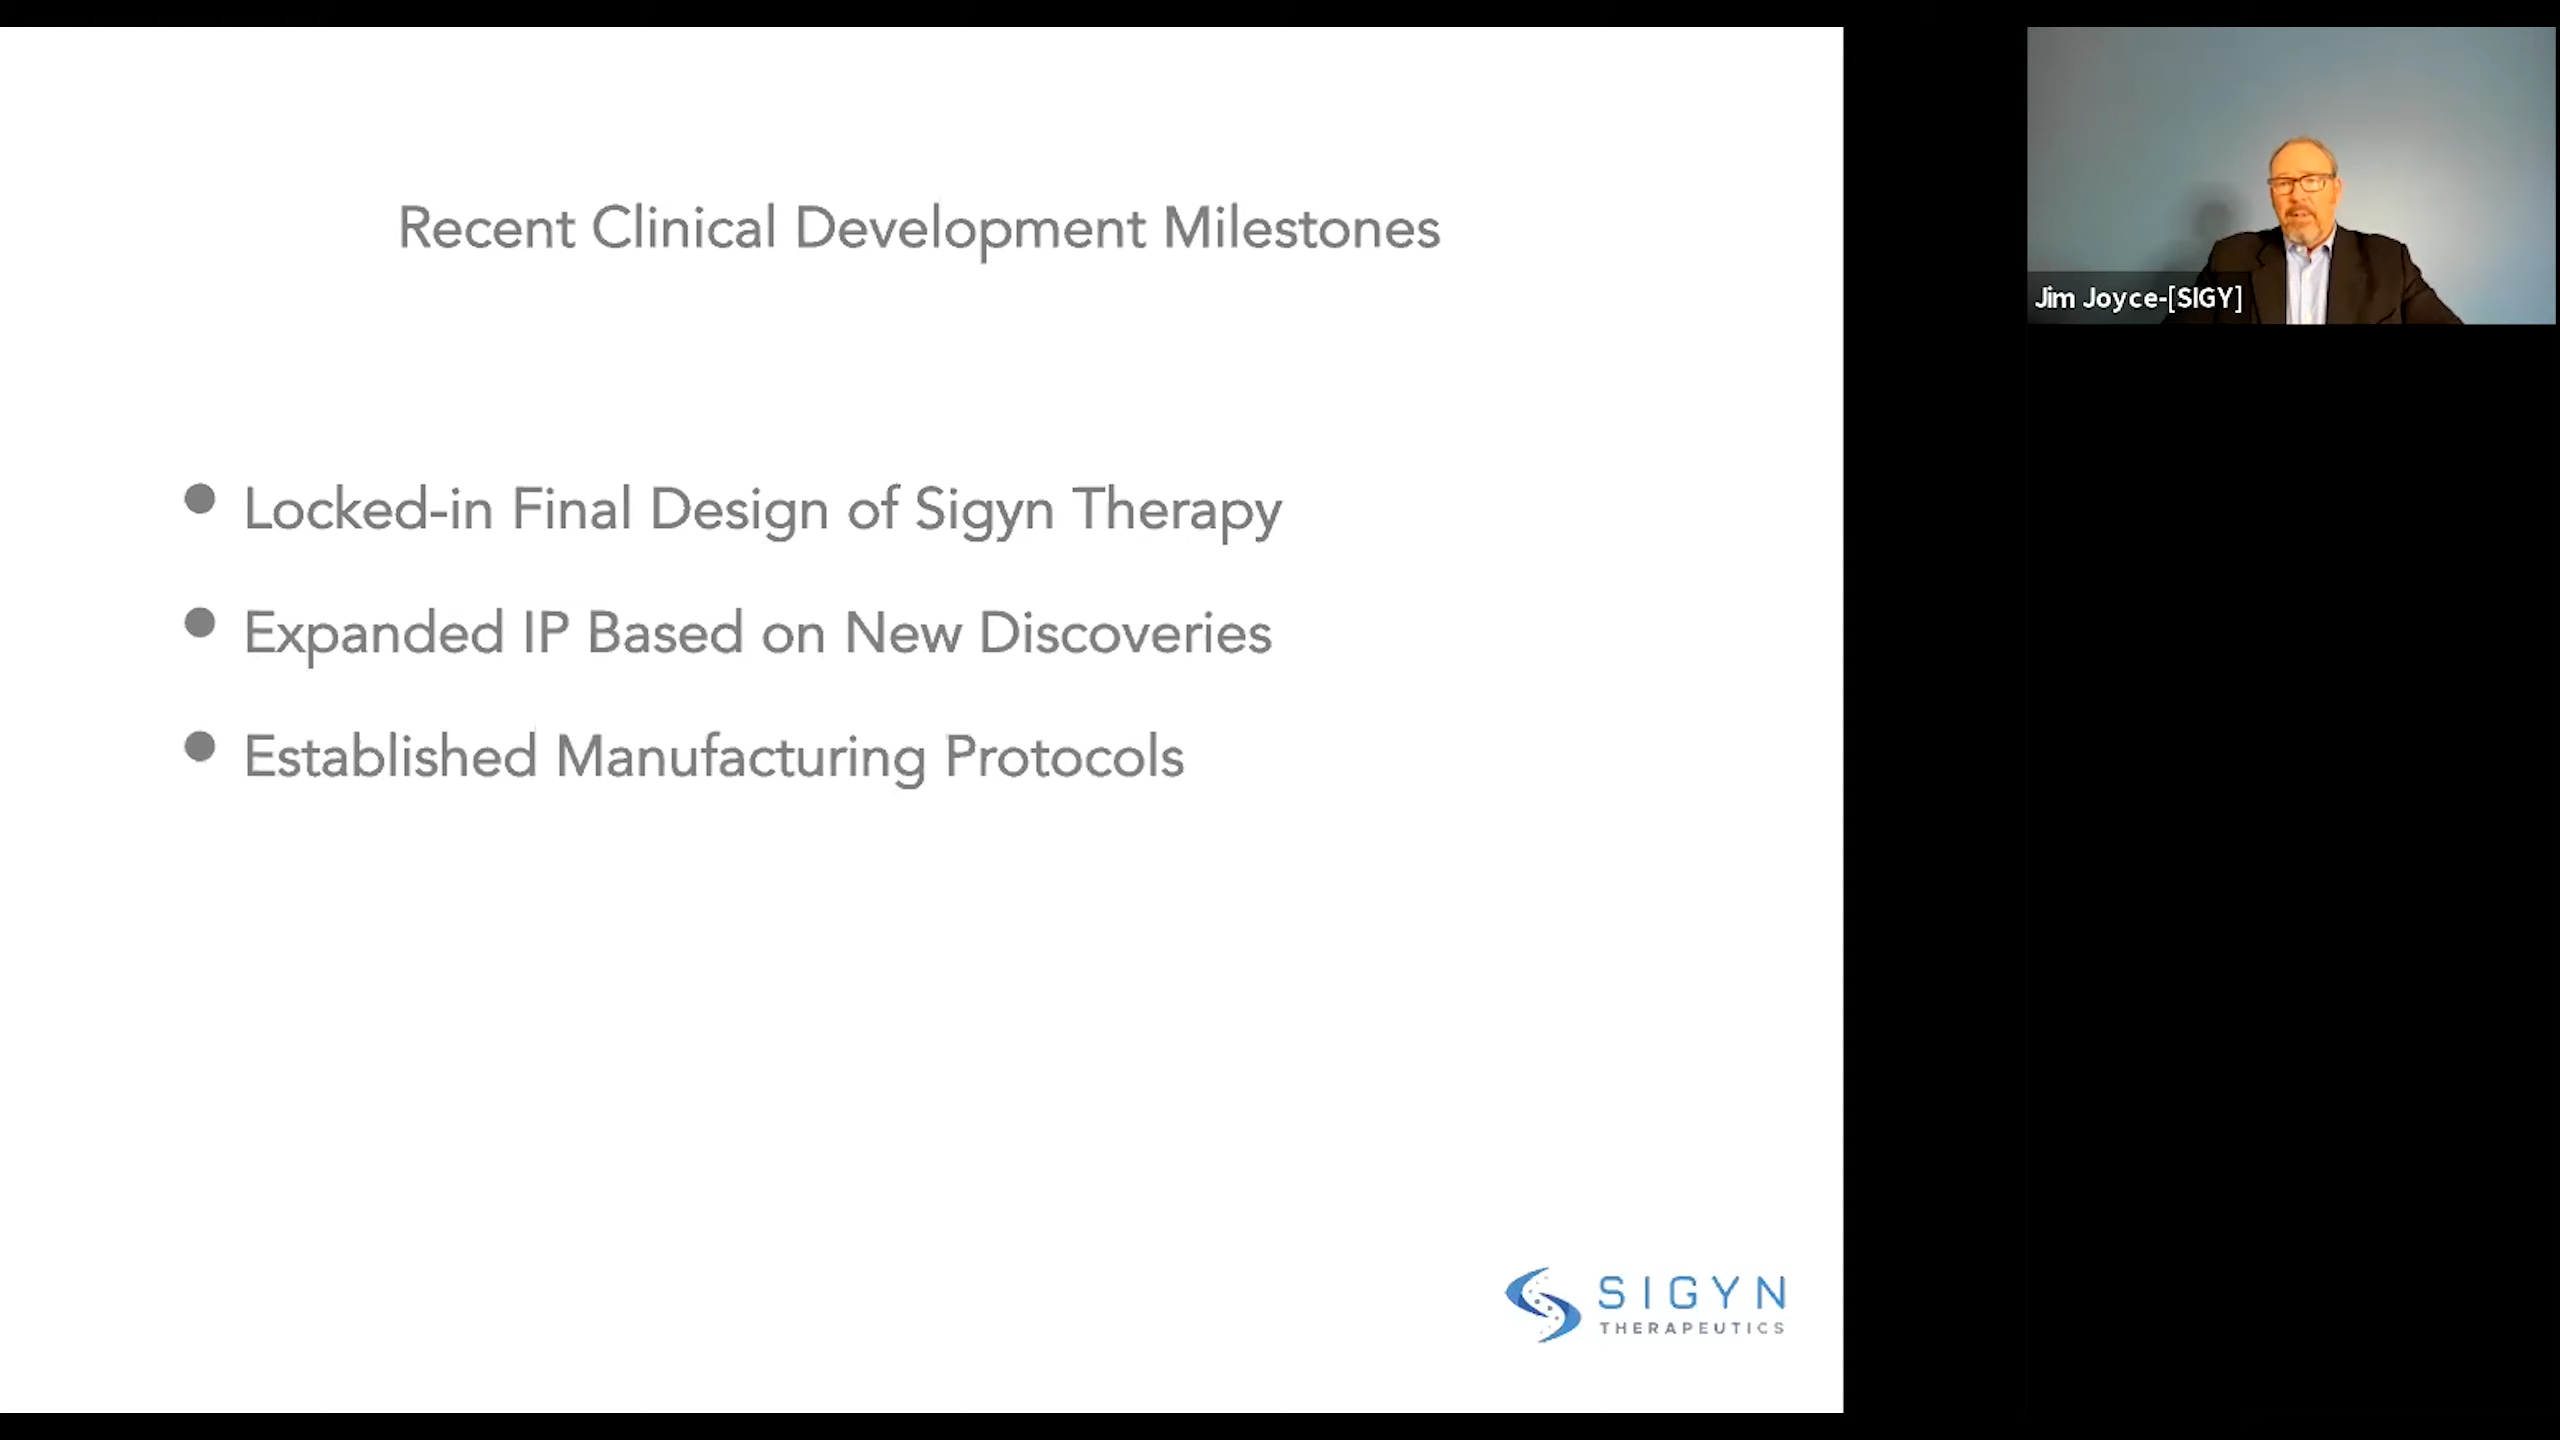 Recent Clinical Development Milestones
Locked-in Final Design of Sigyn Therapy
Expanded IP Based on New Discoveries
Established Manufacturing Protocols
SIGYN
THERAPEUTICS
Jim Joyce-[SIGY]